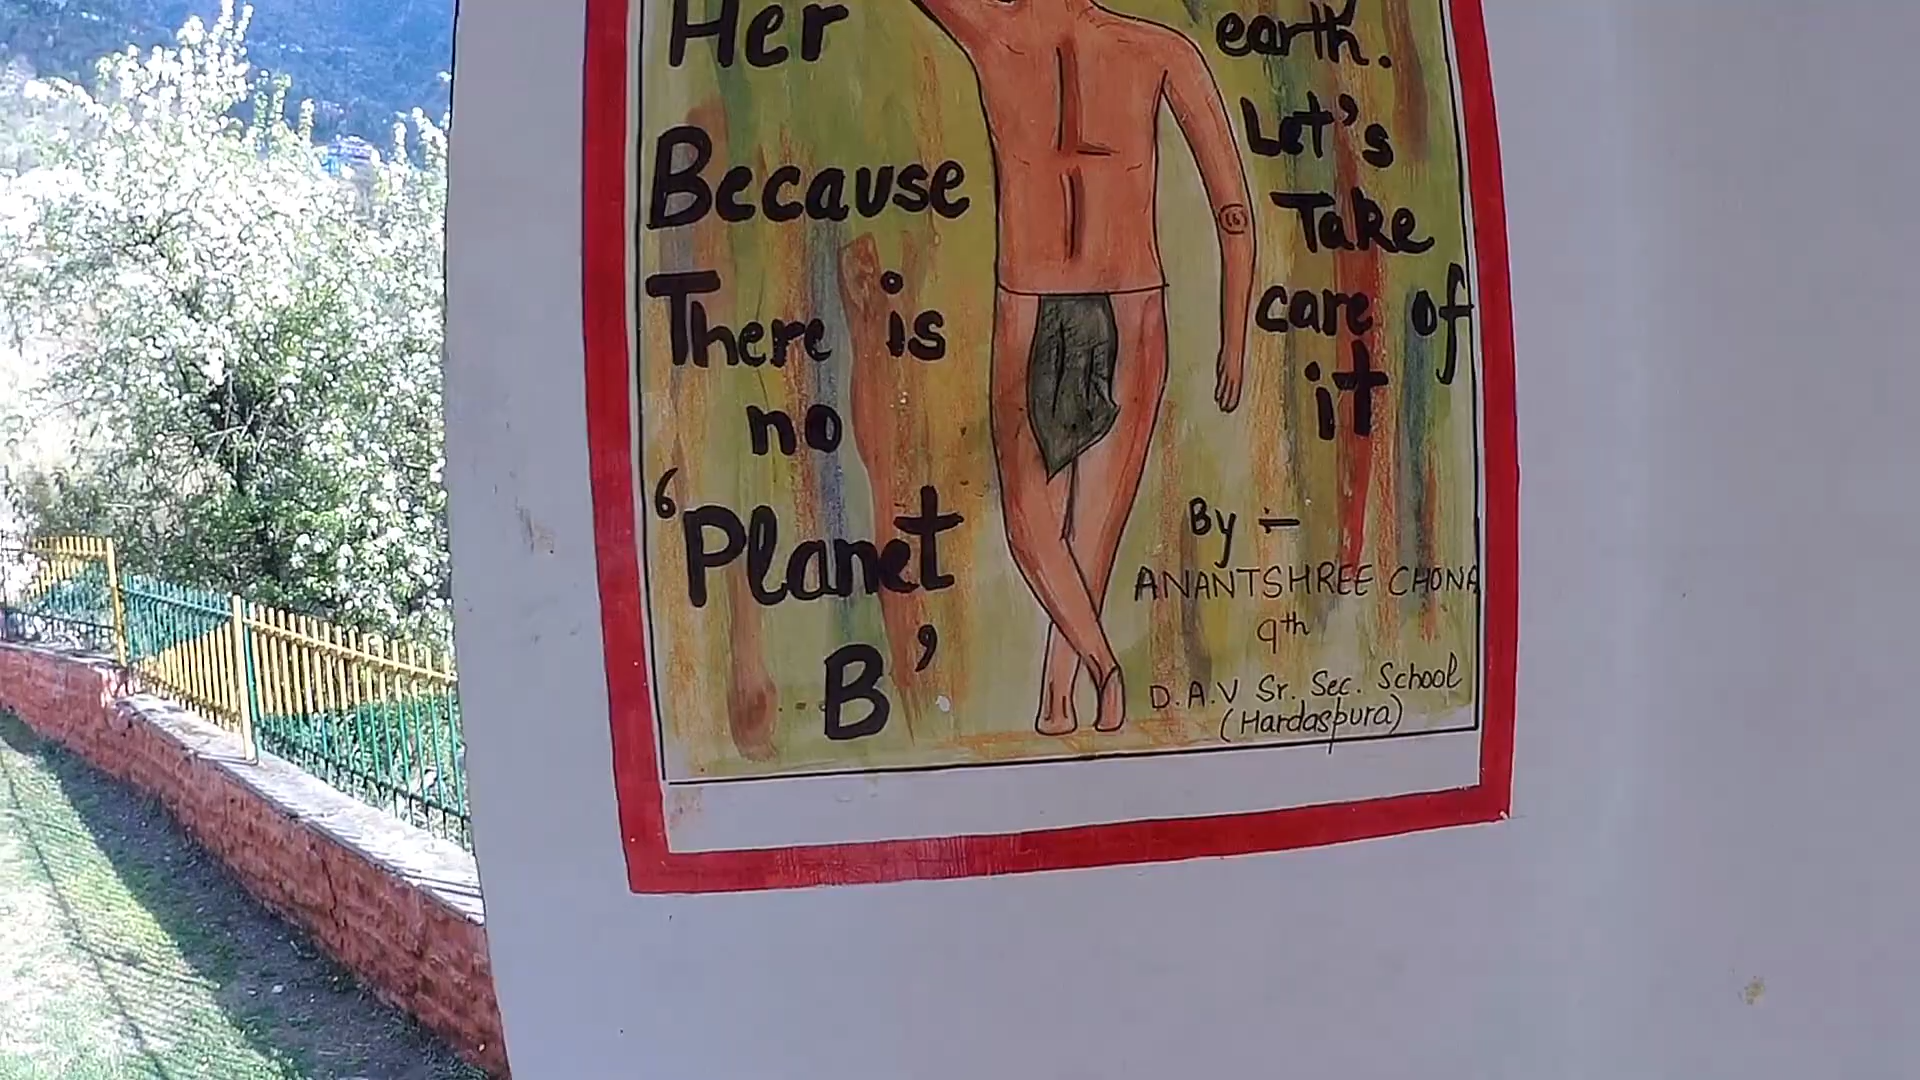 Her
Because
There is
no
'Planet
B'
earth.
Let's
Take
care of
it
By :-
ANANTSHREE CHONA
9th
D.A.V Sr. Sec. School
(Hardaspura)